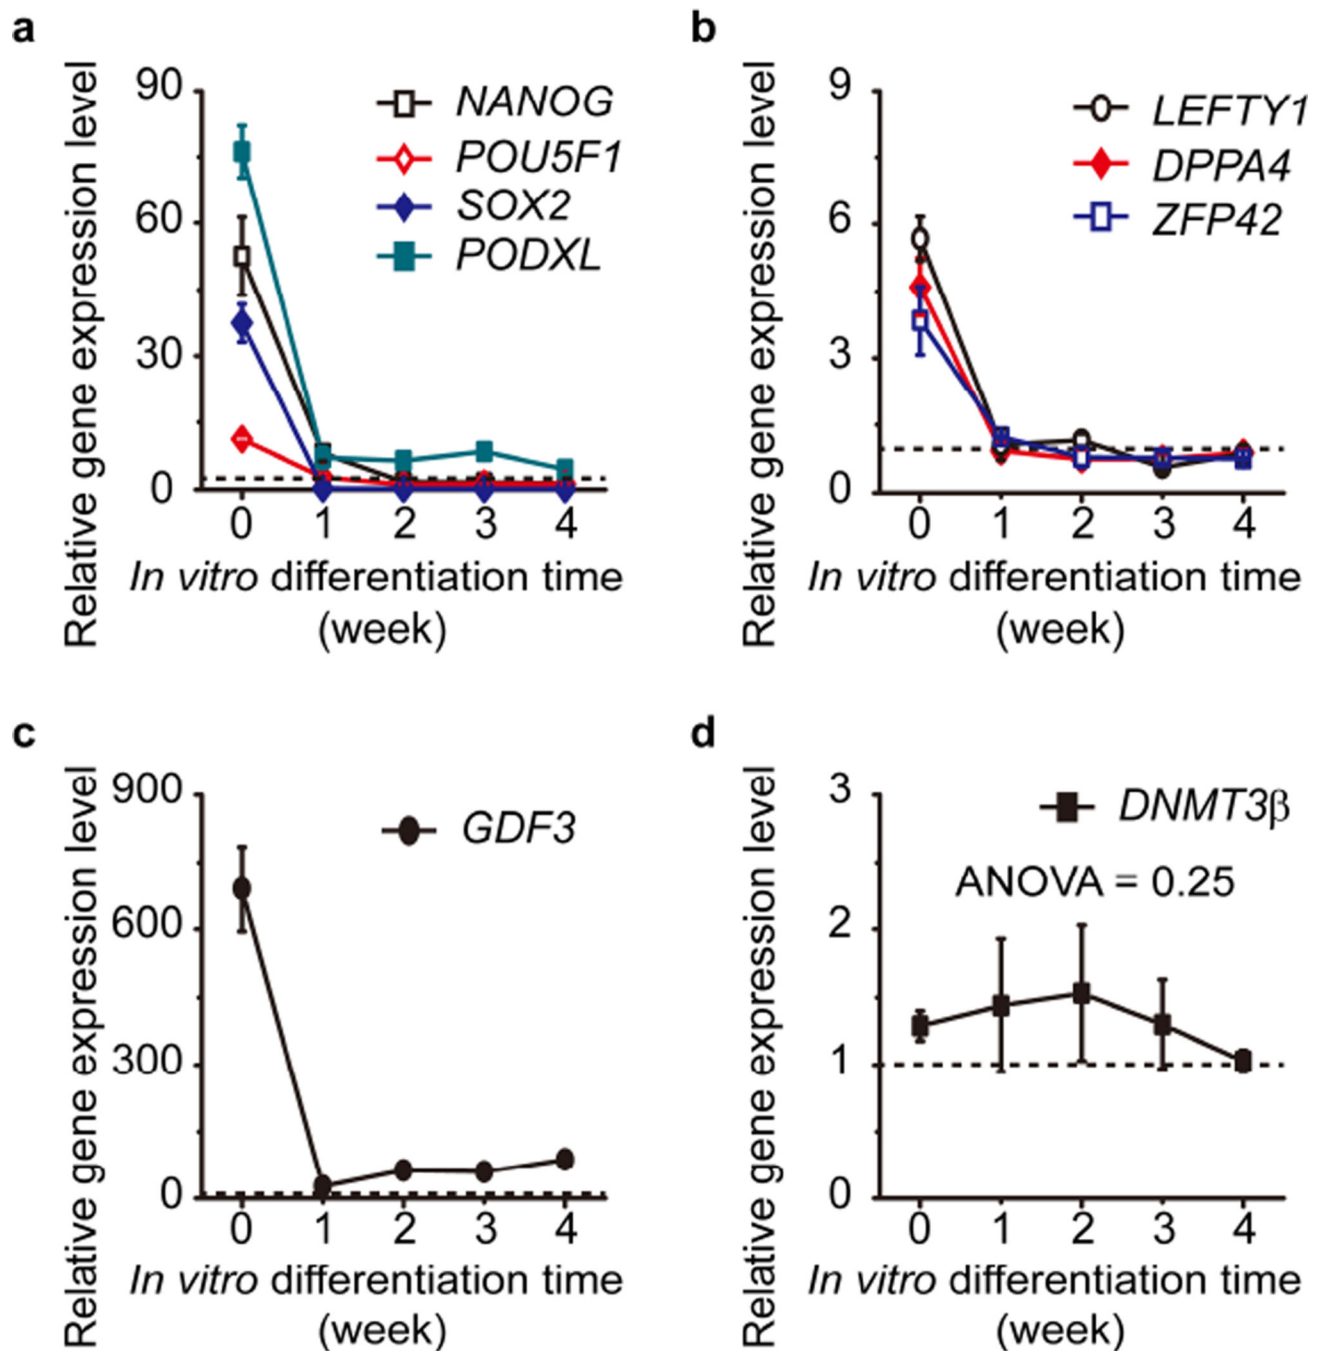 a
Relative gene expression level
90
60
30
0
NANOG
POU5F1
SOX2
PODXL
0 1 2 3 4
In vitro differentiation time
(week)
b
Relative gene expression level
9
6
3
0
LEFTY1
DPPA4
ZFP42
0 1 2 3 4
In vitro differentiation time
(week)
c
Relative gene expression level
900
600
300
0
GDF3
0 1 2 3 4
In vitro differentiation time
(week)
d
Relative gene expression level
3
2
1
0
DNMT3β
ANOVA = 0.25
0 1 2 3 4
In vitro differentiation time
(week)